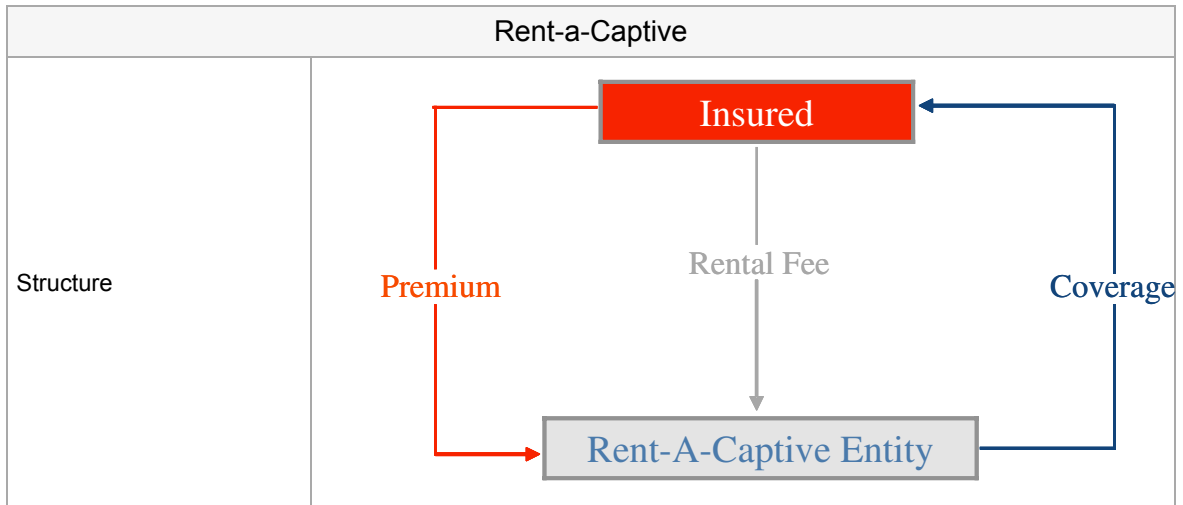 Rent-a-Captive
Structure
Insured
Rental Fee
Premium
Coverage
Rent-A-Captive Entity